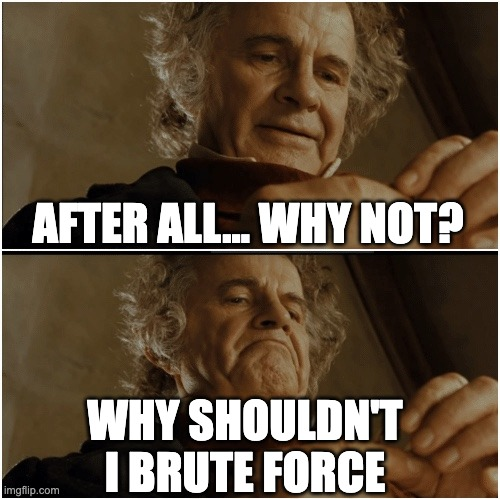 AFTER ALL... WHY NOT?
WHY SHOULDN'T
I BRUTE FORCE
imgflip.com